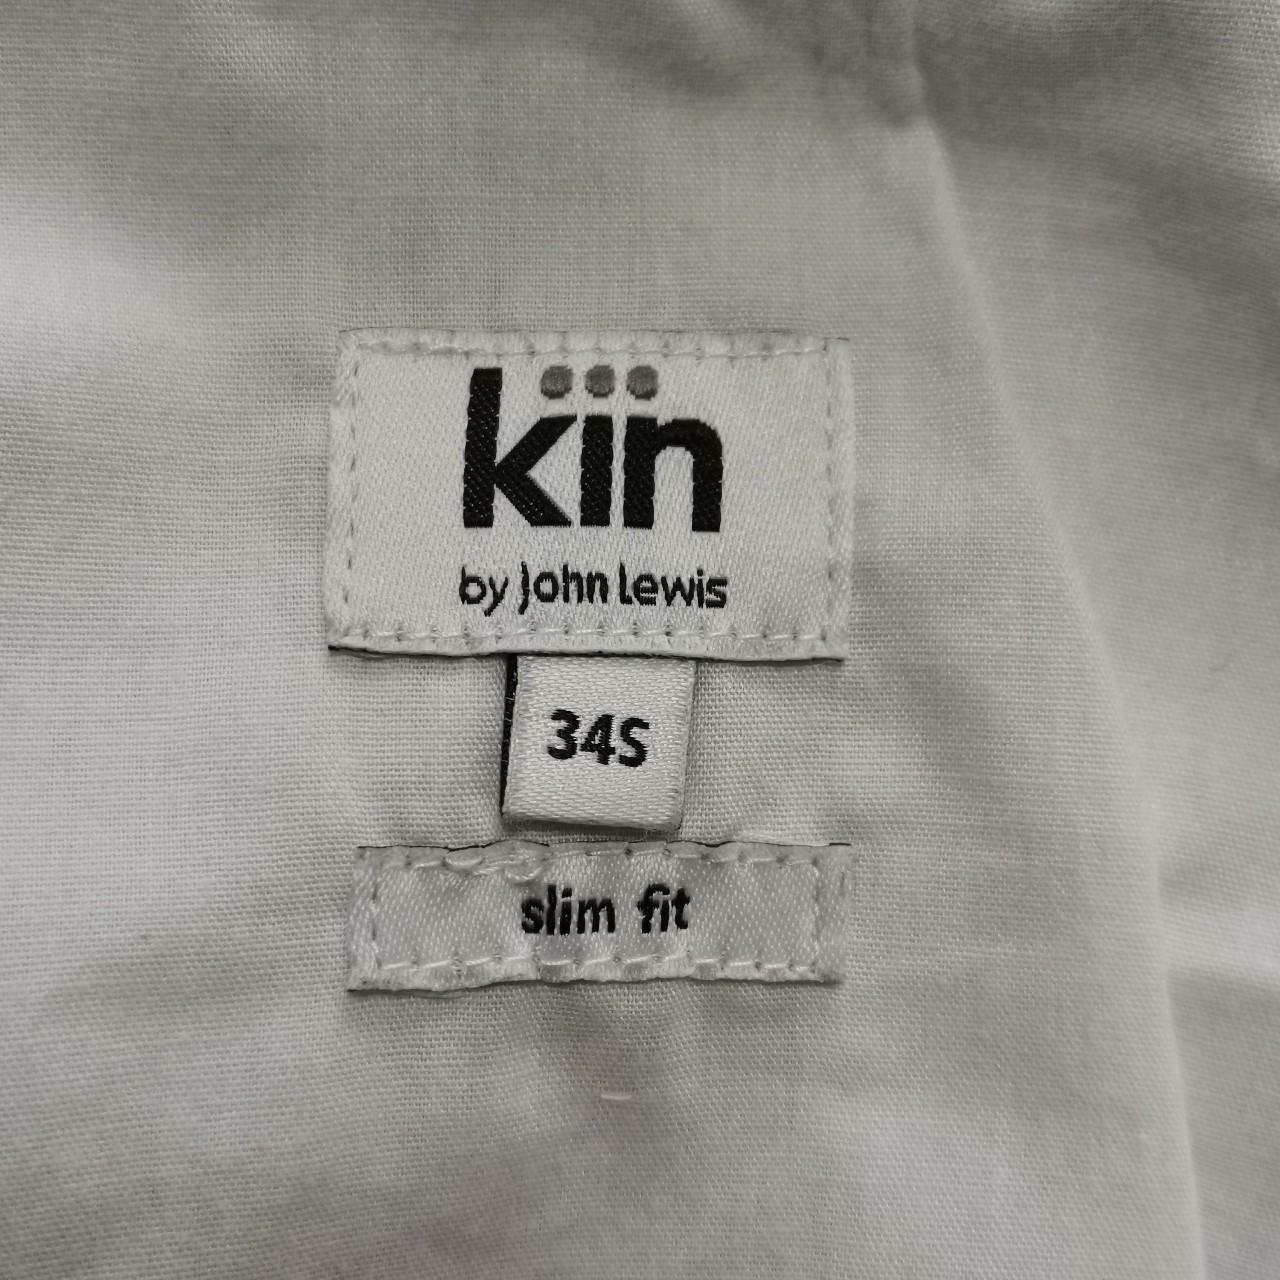 kin
by John Lewis
34S
slim fit